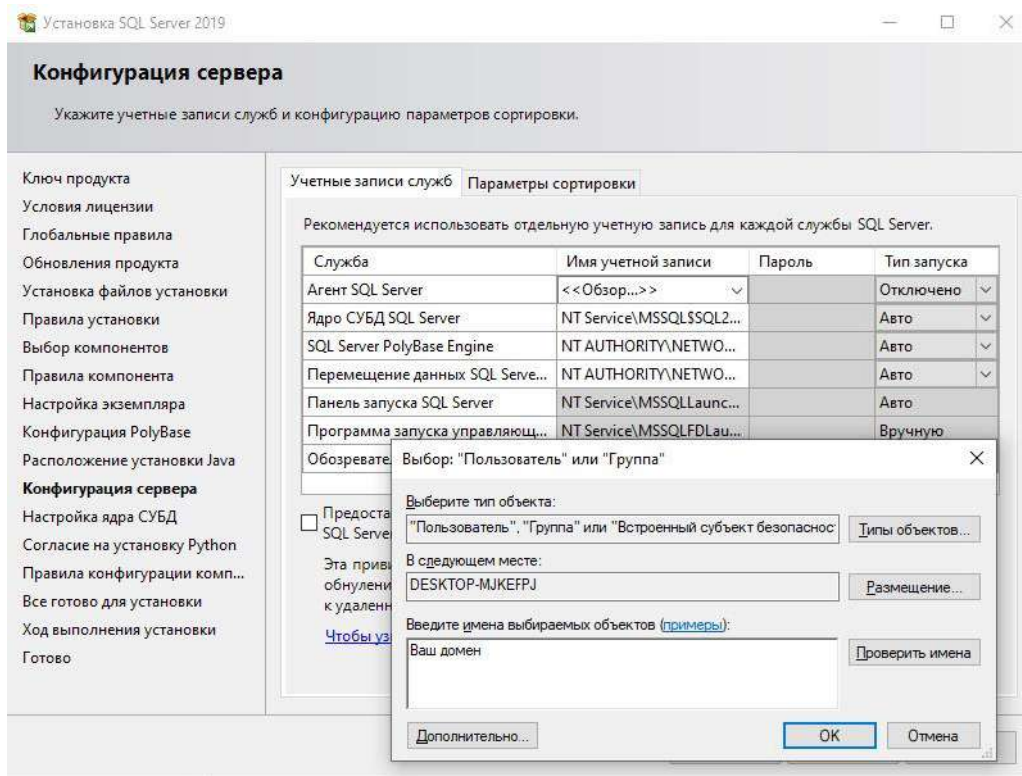 Установка SQL Server 2019
Конфигурация сервера
Укажите учетные записи служб и конфигурацию параметров сортировки.
Ключ продукта
Условия лицензии
Глобальные правила
Обновления продукта
Установка файлов установки
Правила установки
Выбор компонентов
Правила компонента
Настройка экземпляра
Конфигурация PolyBase
Расположение установки Java
Конфигурация сервера
Настройка ядра СУБД
Согласие на установку Python
Правила конфигурации комп...
Все готово для установки
Ход выполнения установки
Готово
Учетные записи служб Параметры сортировки
Рекомендуется использовать отдельную учетную запись для каждой службы SQL Server.
Служба Имя учетной записи Пароль Тип запуска
Агент SQL Server <<Обзор...>> Отключено
Ядро СУБД SQL Server NT Service\MSSQL$SQL2... Авто
SQL Server PolyBase Engine NT AUTHORITY\NETWO... Авто
Перемещение данных SQL Serve... NT AUTHORITY\NETWO... Авто
Панель запуска SQL Server NT Service\MSSQLLaunc... Авто
Программа запуска управляющ... NT Service\MSSQLFDLau... Вручную
Обозревате
Предоста
SQL Serve
Эта приви
обнулени
к удаленн
Чтобы уз
Выбор: "Пользователь" или "Группа"
Выберите тип объекта:
"Пользователь", "Группа" или "Встроенный субъект безопаснос
Типы объектов...
В следующем месте:
DESKTOP-MJKEFPJ
Размещение...
Введите имена выбираемых объектов (примеры):
Ваш домен
Проверить имена
Дополнительно...
OK
Отмена